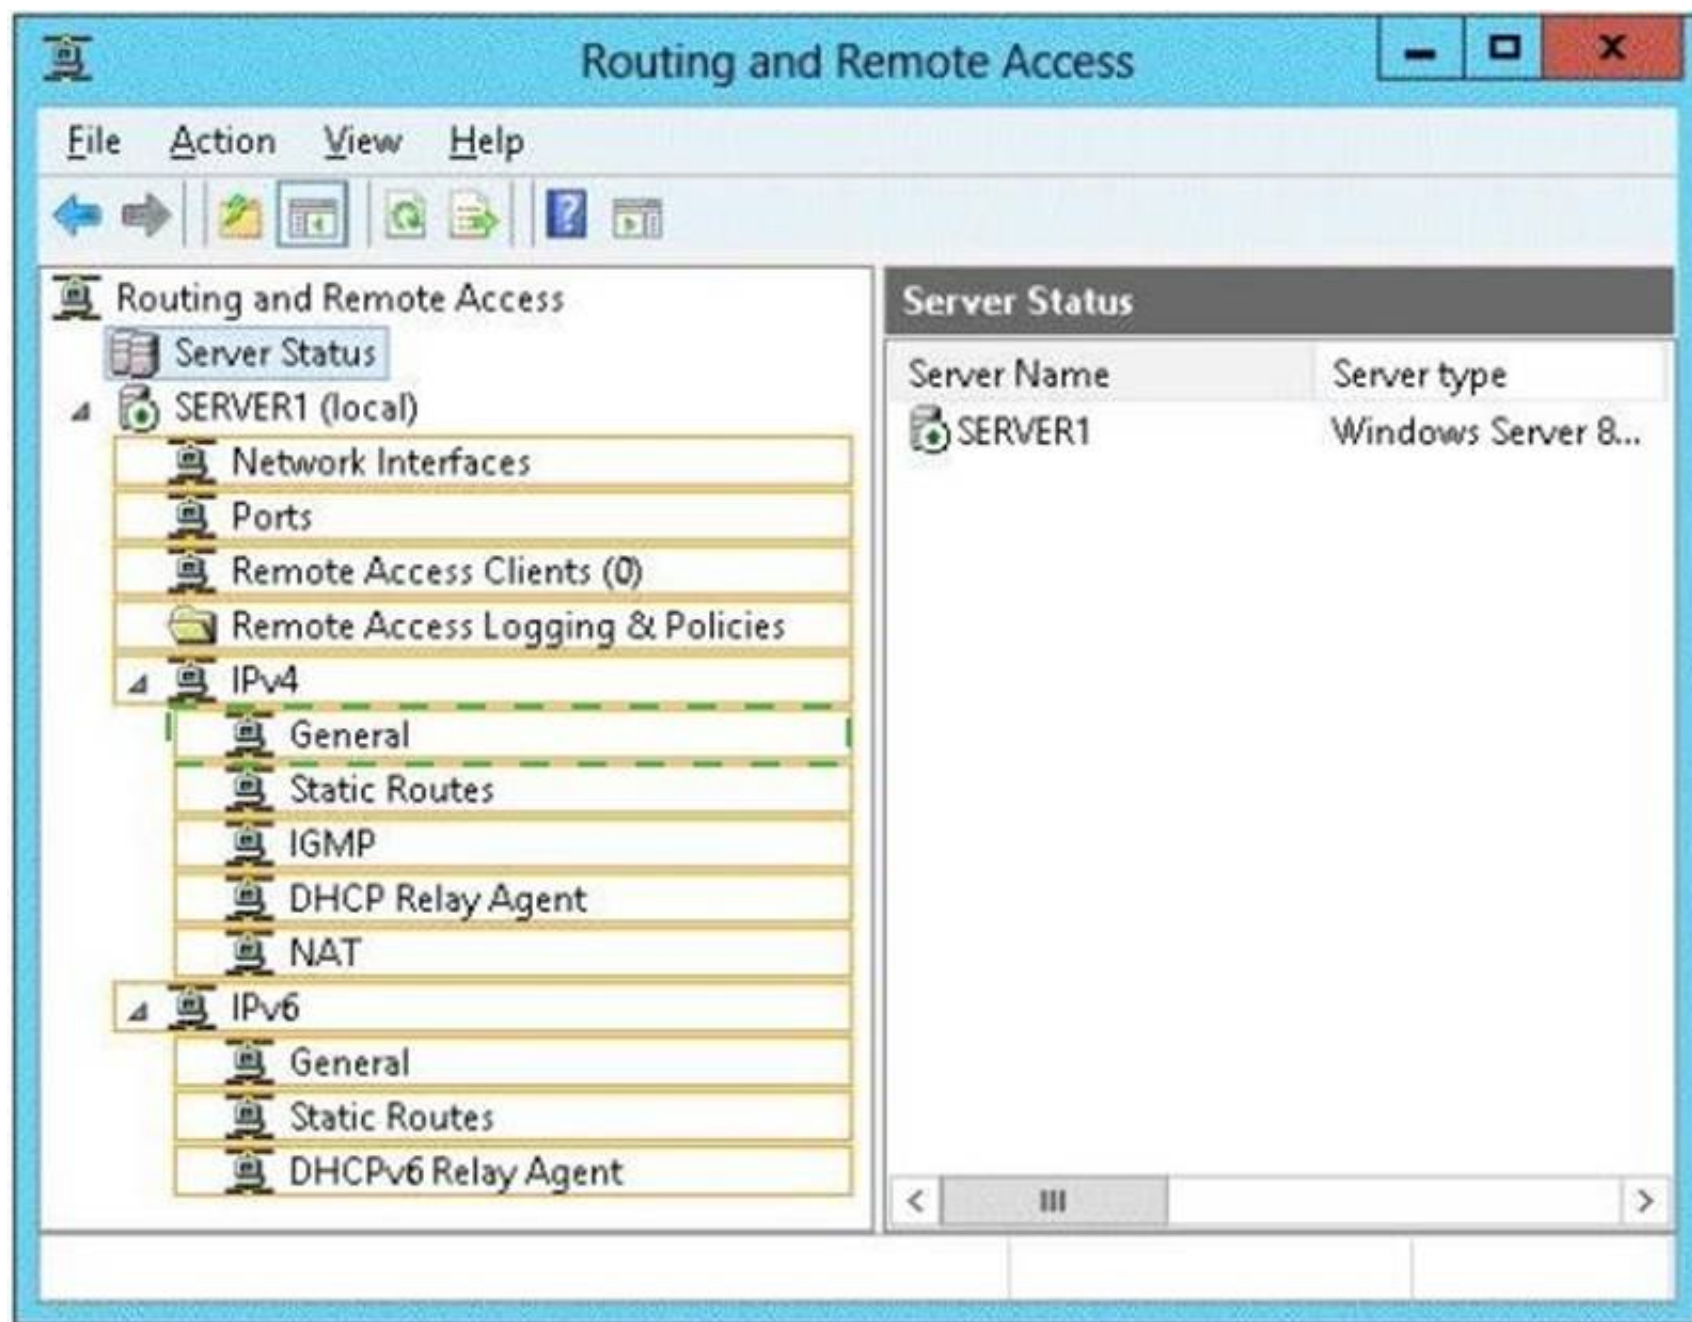 Routing and Remote Access
File Action View Help
Routing and Remote Access
Server Status
SERVER1 (local)
Network Interfaces
Ports
Remote Access Clients (0)
Remote Access Logging & Policies
IPv4
General
Static Routes
IGMP
DHCP Relay Agent
NAT
IPv6
General
Static Routes
DHCPv6 Relay Agent
Server Status
Server Name Server type
SERVER1 Windows Server 8...